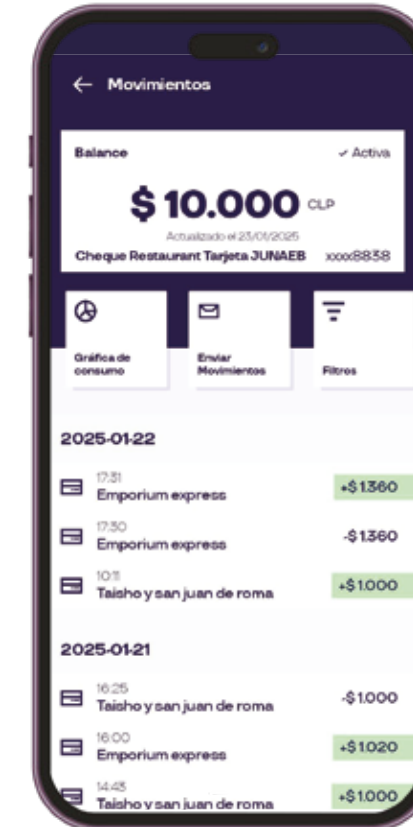 ← Movimientos
Balance ✓ Activa
$ 10.000 CLP
Actualizado el 23/01/2025
Cheque Restaurant Tarjeta JUNAEB xxxx8838
Gráfica de consumo
Enviar Movimientos
Filtros
2025-01-22
17:31
Emporium express +$1.360
17:30
Emporium express -$1.360
10:11
Taisho y san juan de roma +$1.000
2025-01-21
16:25
Taisho y san juan de roma -$1.000
16:00
Emporium express +$1.020
14:43
Taisho y san juan de roma +$1.000